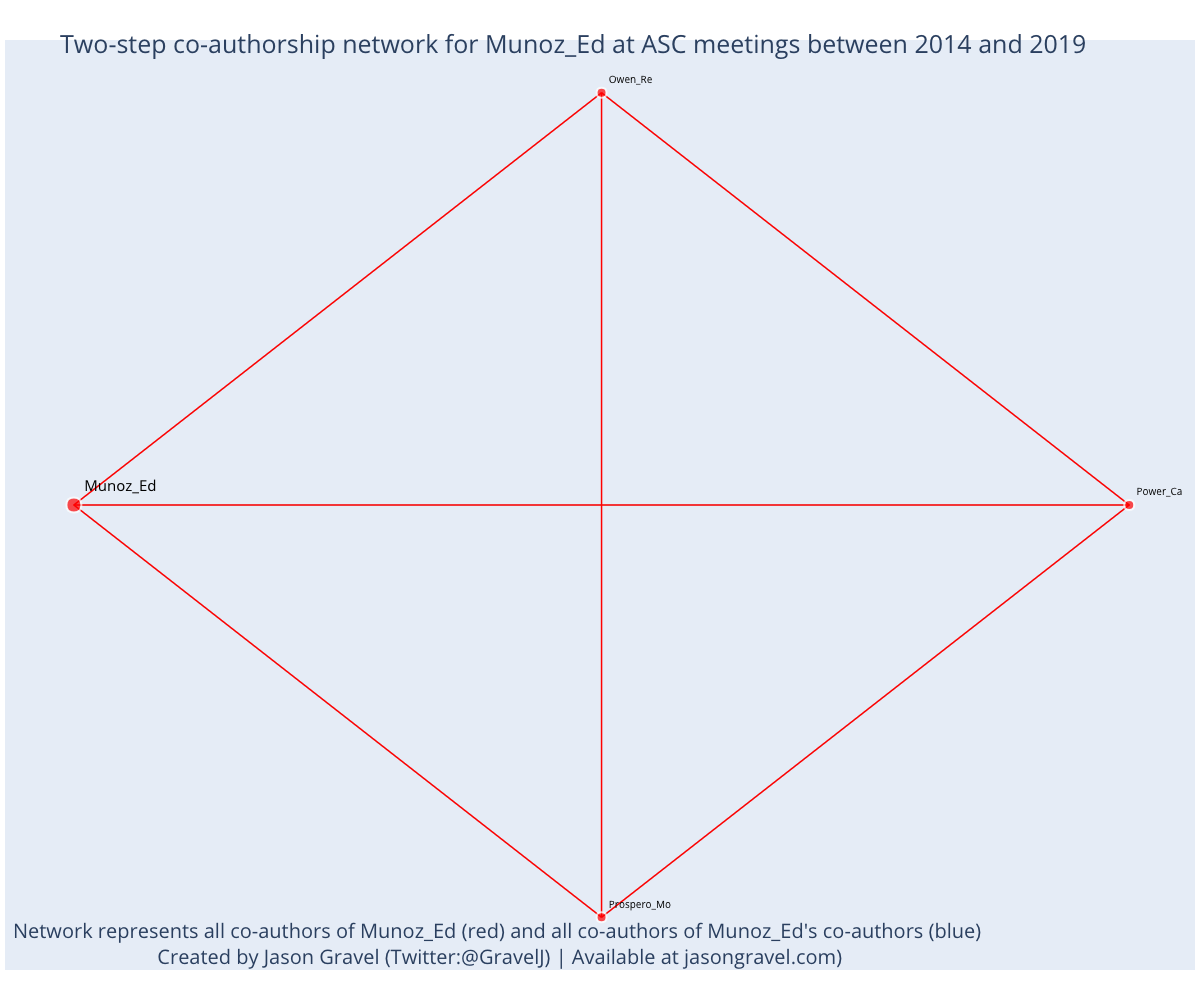 Two-step co-authorship network for Munoz_Ed at ASC meetings between 2014 and 2019
Owen_Re
Munoz_Ed
Power_Ca
Prospero_Mo
Network represents all co-authors of Munoz_Ed (red) and all co-authors of Munoz_Ed's co-authors (blue)
Created by Jason Gravel (Twitter:@GravelJ) | Available at jasongravel.com)